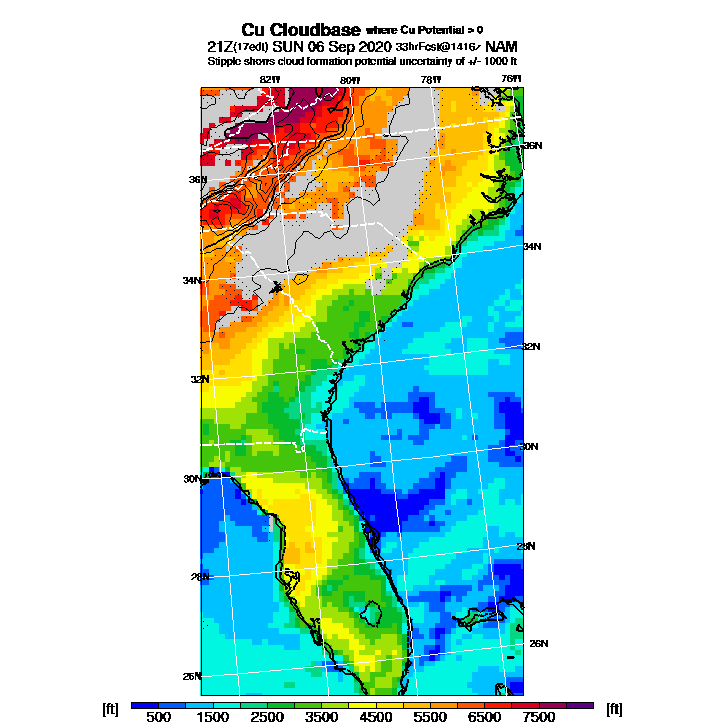 Cu Cloudbase where Cu Potential > 0
21Z(17edt) SUN 06 Sep 2020 33hrFcst@1416z NAM
Stipple shows cloud formation potential uncertainty of +/- 1000 ft
82W 80W 78W 76W
36N
36N
34N
34N
32N
32N
30N
30N
28N
28N
26N
26N
[ft] 500 1500 2500 3500 4500 5500 6500 7500 [ft]